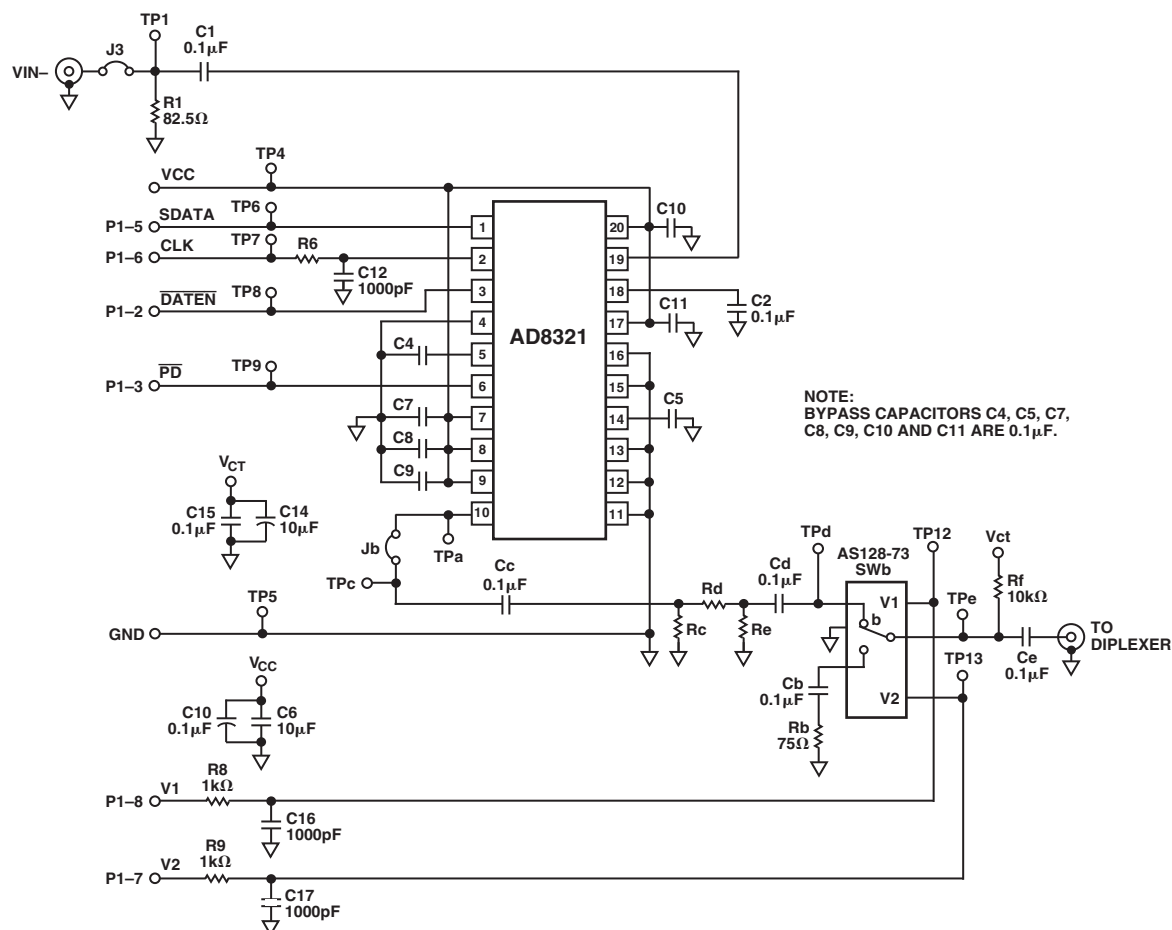 TP1
C1
0.1µF
J3
VIN–
R1
82.5Ω
TP4
VCC
TP6
SDATA
P1–5
TP7
CLK
P1–6
R6
C12
1000pF
TP8
DATEN
P1–2
TP9
PD
P1–3
C4
C7
C8
C9
1
2
3
4
5
6
7
8
9
10
AD8321
20
19
18
17
16
15
14
13
12
11
C10
C2
0.1µF
C11
C5
NOTE:
BYPASS CAPACITORS C4, C5, C7,
C8, C9, C10 AND C11 ARE 0.1µF.
VCT
C15
0.1µF
C14
10µF
Jb
TPa
TPc
Cc
0.1µF
TP5
GND
Rc
Rd
Re
Cd
0.1µF
TPd
AS128-73
SWb
V1
b
V2
TP12
Vct
Rf
10kΩ
TPe
TO
DIPLEXER
Ce
0.1µF
TP13
Cb
0.1µF
Rb
75Ω
VCC
C10
0.1µF
C6
10µF
R8
1kΩ
V1
P1–8
C16
1000pF
R9
1kΩ
V2
P1–7
C17
1000pF